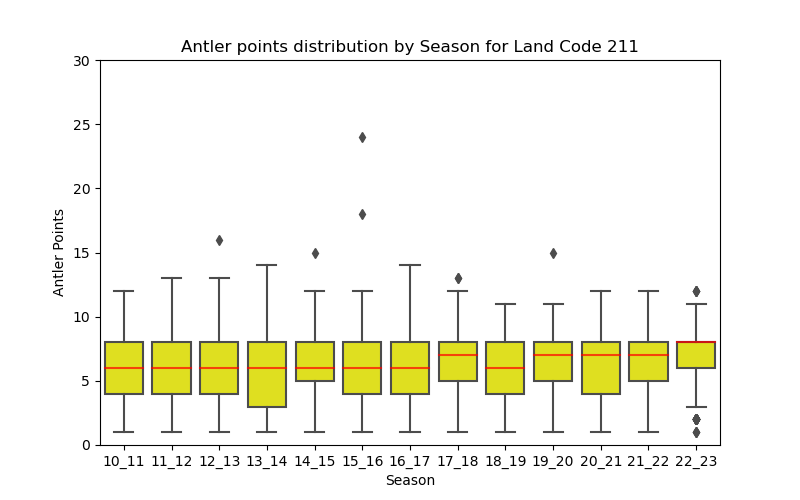 Antler points distribution by Season for Land Code 211
30
25
20
15
10
5
0
Antler Points
10_11 11_12 12_13 13_14 14_15 15_16 16_17 17_18 18_19 19_20 20_21 21_22 22_23
Season